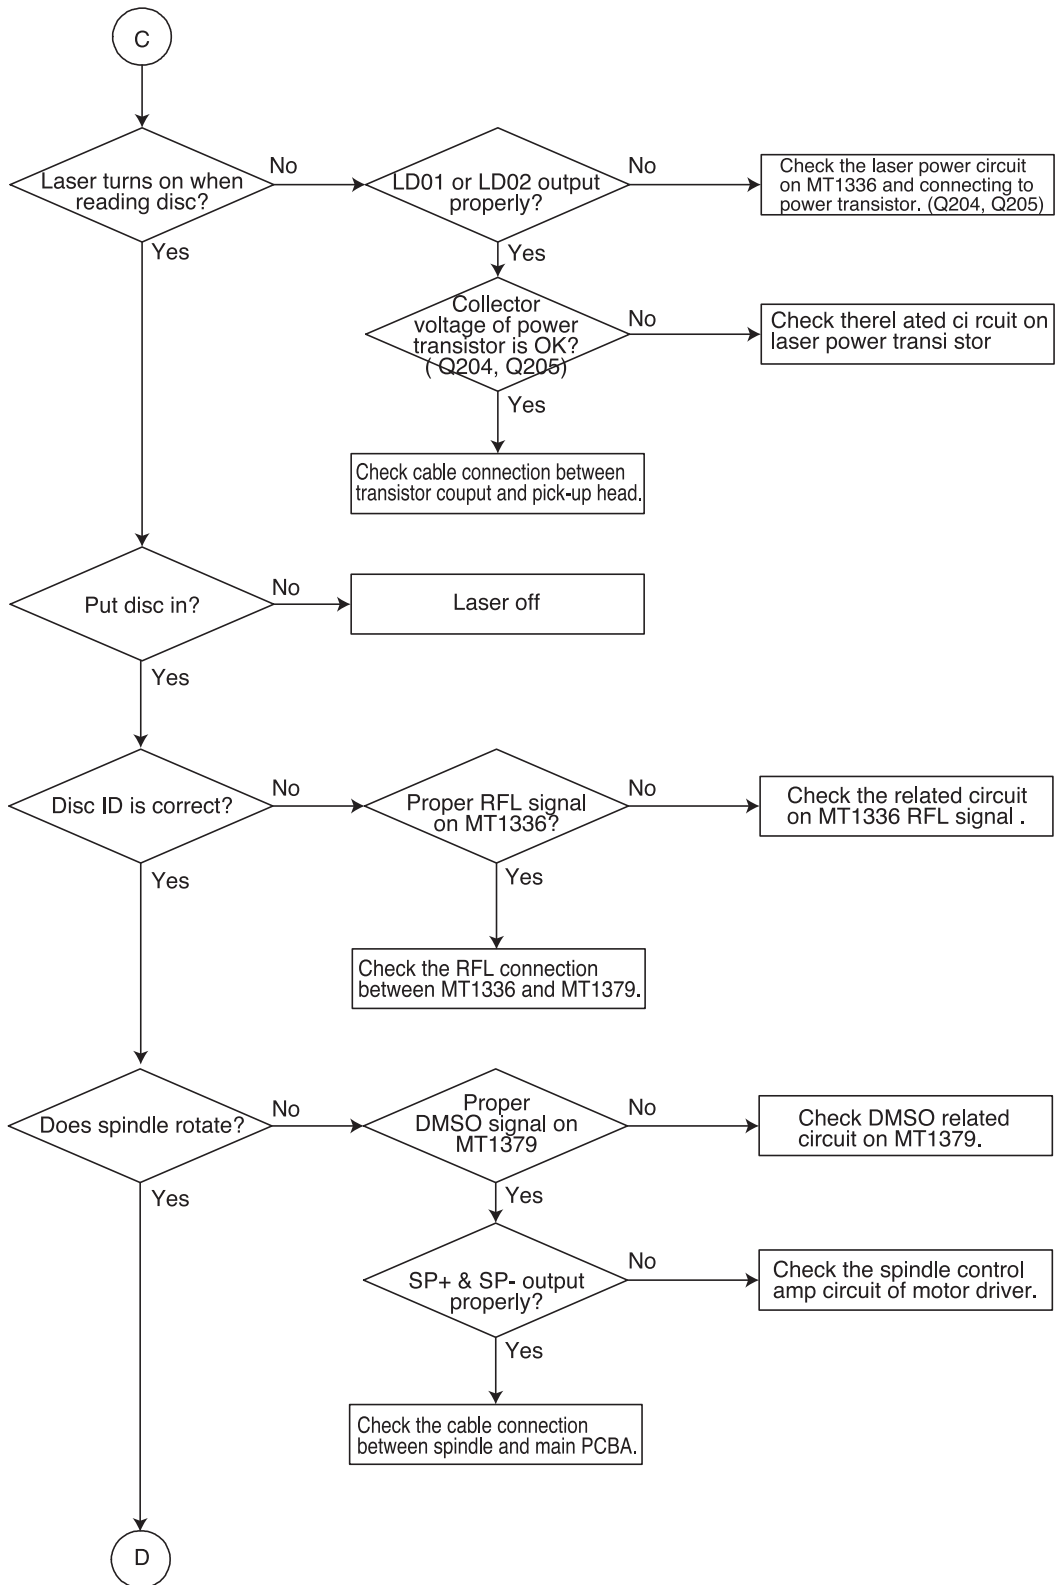 C
Laser turns on when
reading disc?
No
LD01 or LD02 output
properly?
No
Check the laser power circuit
on MT1336 and connecting to
power transistor. (Q204, Q205)
Yes
Yes
Collector
voltage of power
transistor is OK?
( Q204, Q205)
No
Check therel ated ci rcuit on
laser power transi stor
Yes
Check cable connection between
transistor couput and pick-up head.
Put disc in?
No
Laser off
Yes
Disc ID is correct?
No
Proper RFL signal
on MT1336?
No
Check the related circuit
on MT1336 RFL signal .
Yes
Yes
Check the RFL connection
between MT1336 and MT1379.
Does spindle rotate?
No
Proper
DMSO signal on
MT1379
No
Check DMSO related
circuit on MT1379.
Yes
Yes
SP+ & SP- output
properly?
No
Check the spindle control
amp circuit of motor driver.
Yes
Check the cable connection
between spindle and main PCBA.
D